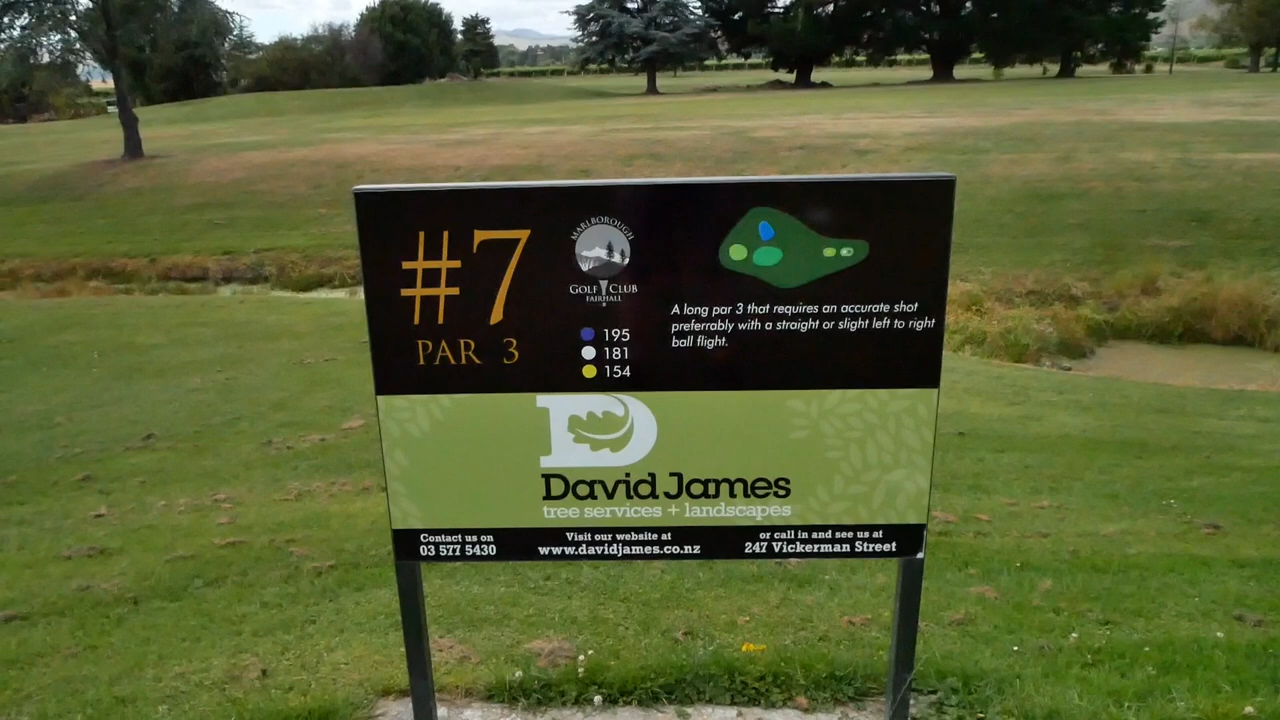 #7
PAR 3
MARLBOROUGH
GOLF CLUB
FAIRHALL
195
181
154
A long par 3 that requires an accurate shot
preferrably with a straight or slight left to right
ball flight.
D
David James
tree services + landscapes
Contact us on
03 577 5430
Visit our website at
www.davidjames.co.nz
or call in and see us at
247 Vickerman Street